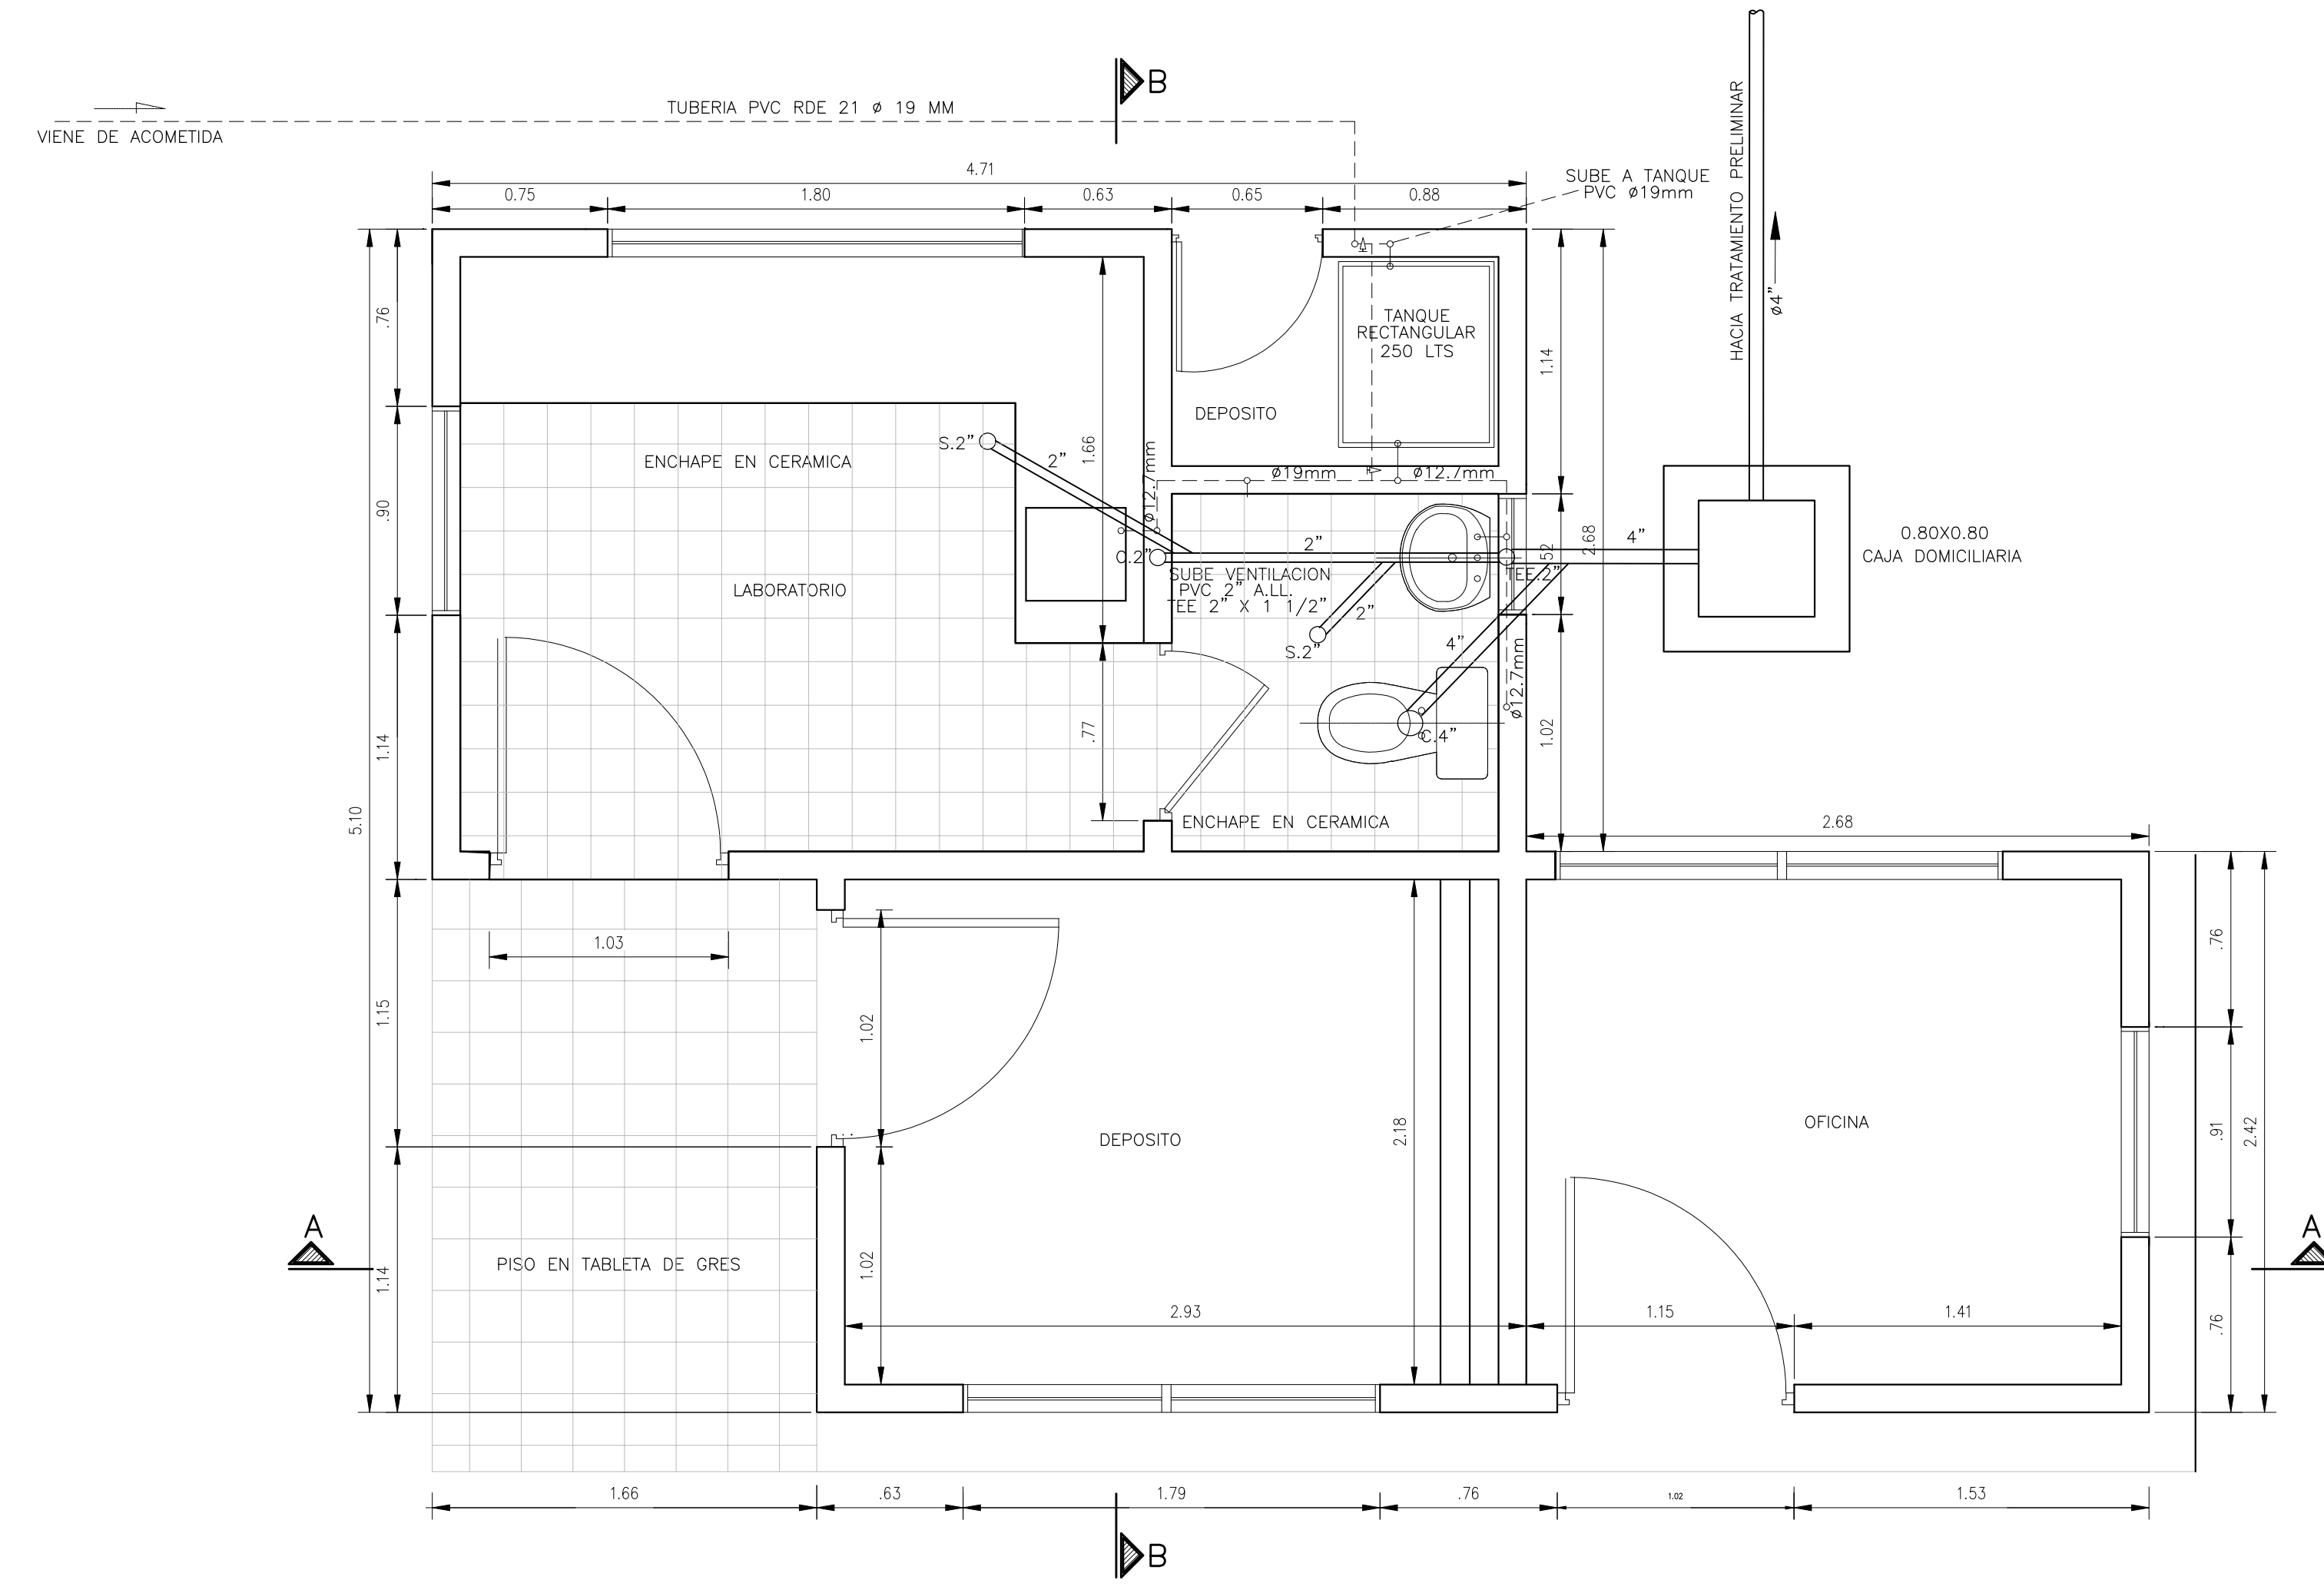 B
TUBERIA PVC RDE 21 ø 19 MM
VIENE DE ACOMETIDA
4.71
0.75
1.80
0.63
0.65
0.88
SUBE A TANQUE
PVC ø19mm
HACIA TRATAMIENTO PRELIMINAR
ø4"
.76
TANQUE
RECTANGULAR
250 LTS
1.14
DEPOSITO
S.2"
2"
1.66
ENCHAPE EN CERAMICA
ø12.7mm
ø19mm
ø12.7mm
.90
2.68
.52
4"
0.80X0.80
CAJA DOMICILIARIA
C.2"
2"
SUBE VENTILACION
PVC 2" A.LL.
TEE 2" X 1 1/2"
TEE.2"
LABORATORIO
2"
S.2"
4"
ø12.7mm
C.4"
.77
1.02
1.14
5.10
ENCHAPE EN CERAMICA
2.68
1.03
.76
1.15
1.02
2.18
DEPOSITO
OFICINA
.91
2.42
A
A
PISO EN TABLETA DE GRES
1.14
1.02
2.93
1.15
1.41
.76
1.66
.63
1.79
.76
1.02
1.53
B